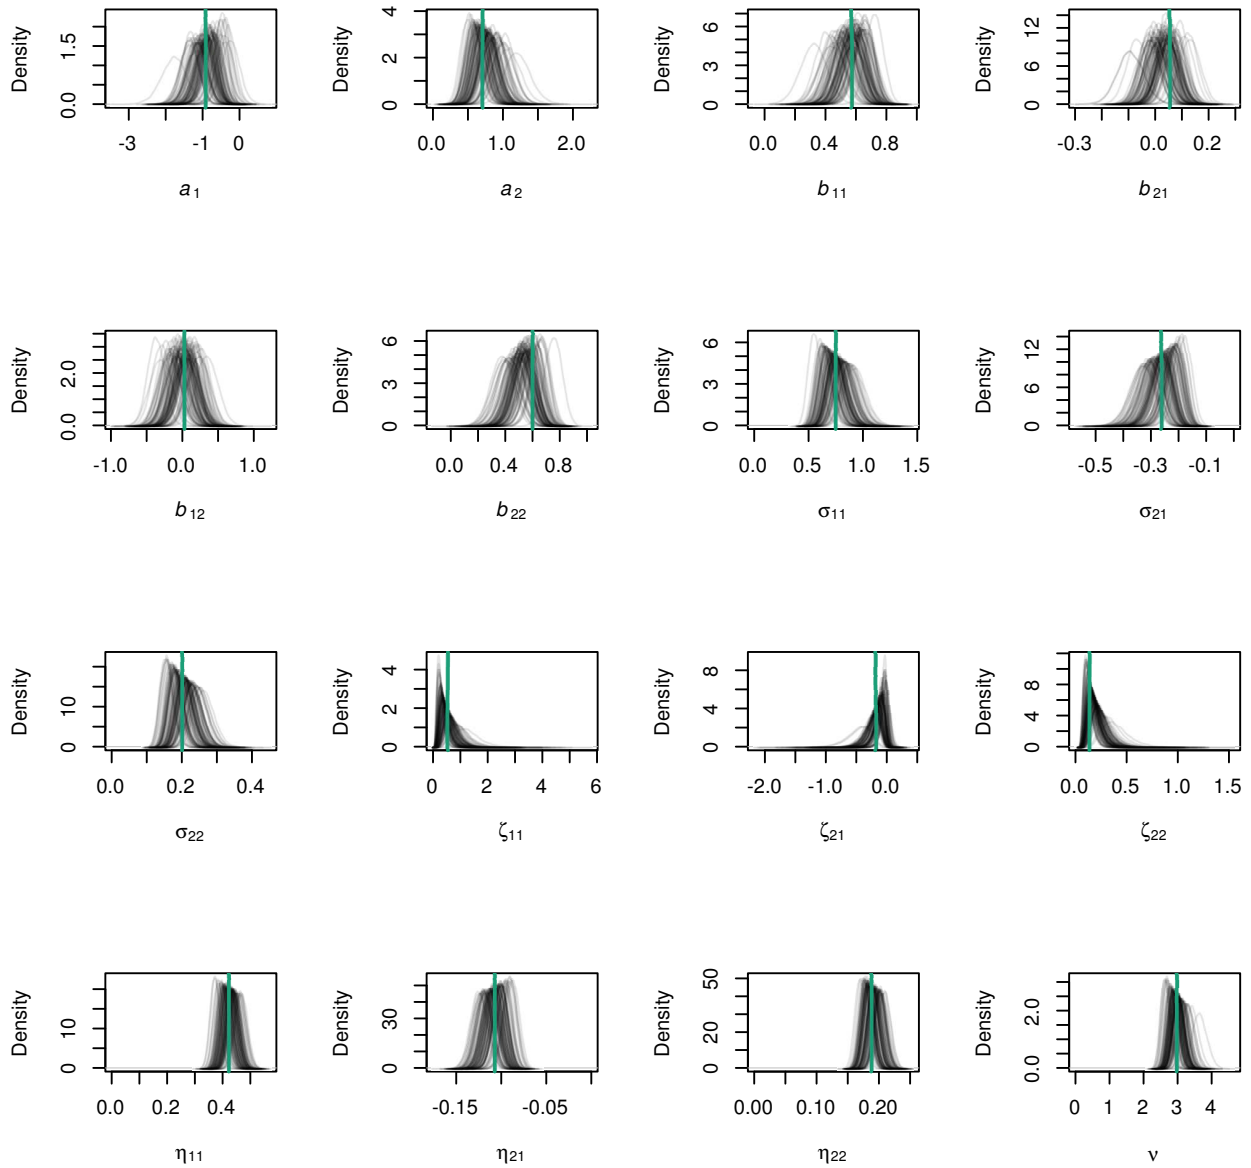 Density
0.0 1.5
-3 -1 0
a1
Density
0 2 4
0.0 1.0 2.0
a2
Density
0 3 6
0.0 0.4 0.8
b11
Density
0 6 12
-0.3 0.0 0.2
b21
Density
0.0 2.0
-1.0 0.0 1.0
b12
Density
0 3 6
0.0 0.4 0.8
b22
Density
0 3 6
0.0 0.5 1.0 1.5
σ11
Density
0 6 12
-0.5 -0.3 -0.1
σ21
Density
0 10
0.0 0.2 0.4
σ22
Density
0 2 4
0 2 4 6
ζ11
Density
0 4 8
-2.0 -1.0 0.0
ζ21
Density
0 4 8
0.0 0.5 1.0 1.5
ζ22
Density
0 10
0.0 0.2 0.4
η11
Density
0 30
-0.15 -0.05
η21
Density
0 20 50
0.00 0.10 0.20
η22
Density
0.0 2.0
0 1 2 3 4
ν